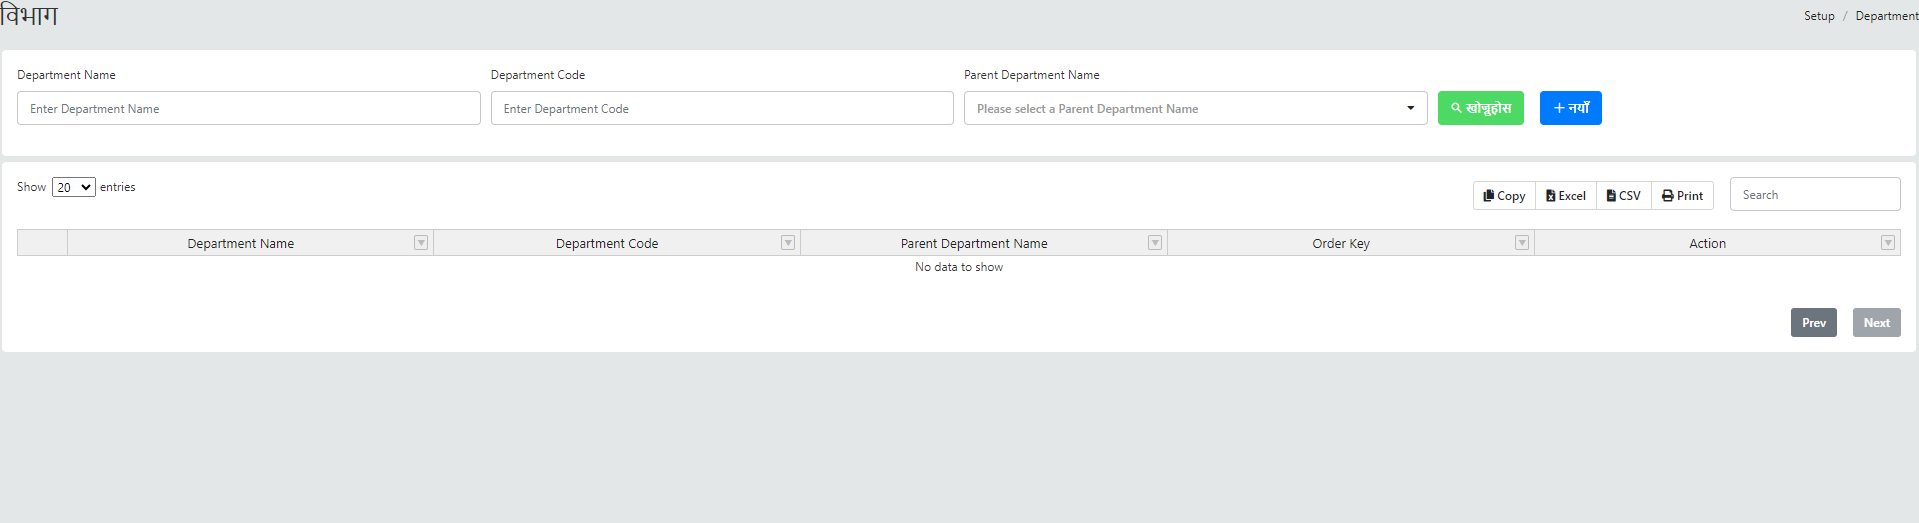 विभाग
Setup / Department
Department Name
Department Code
Parent Department Name
Enter Department Name
Enter Department Code
Please select a Parent Department Name
खोज्नुहोस
नयाँ
Show 20 entries
Copy
Excel
CSV
Print
Search
Department Name
Department Code
Parent Department Name
Order Key
Action
No data to show
Prev
Next